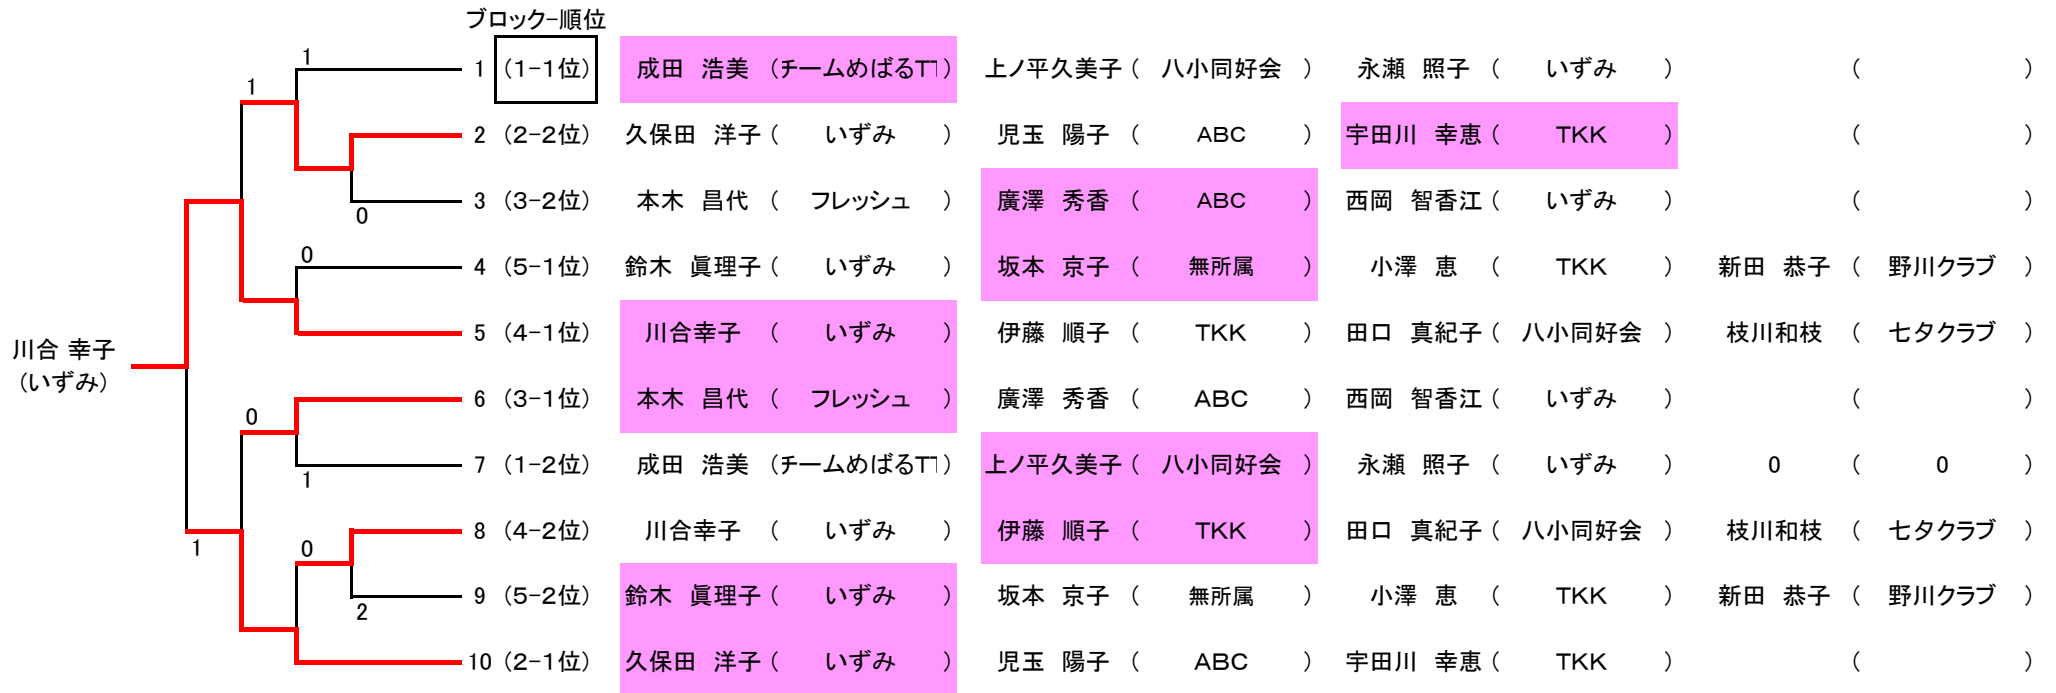 ブロック-順位
1 1 (1-1位) 成田 浩美 (チームめばるTT) 上ノ平久美子 ( 八小同好会 ) 永瀬 照子 ( いずみ ) ( )
1
2 (2-2位) 久保田 洋子 ( いずみ ) 児玉 陽子 ( ABC ) 宇田川 幸恵 ( TKK ) ( )
3 (3-2位) 本木 昌代 ( フレッシュ ) 廣澤 秀香 ( ABC ) 西岡 智香江 ( いずみ ) ( )
0
0 4 (5-1位) 鈴木 眞理子 ( いずみ ) 坂本 京子 ( 無所属 ) 小澤 恵 ( TKK ) 新田 恭子 ( 野川クラブ )
5 (4-1位) 川合幸子 ( いずみ ) 伊藤 順子 ( TKK ) 田口 真紀子 ( 八小同好会 ) 枝川和枝 ( 七夕クラブ )
川合 幸子
(いずみ)
6 (3-1位) 本木 昌代 ( フレッシュ ) 廣澤 秀香 ( ABC ) 西岡 智香江 ( いずみ ) ( )
0
7 (1-2位) 成田 浩美 (チームめばるTT) 上ノ平久美子 ( 八小同好会 ) 永瀬 照子 ( いずみ ) 0 ( 0 )
1
8 (4-2位) 川合幸子 ( いずみ ) 伊藤 順子 ( TKK ) 田口 真紀子 ( 八小同好会 ) 枝川和枝 ( 七夕クラブ )
1 0
9 (5-2位) 鈴木 眞理子 ( いずみ ) 坂本 京子 ( 無所属 ) 小澤 恵 ( TKK ) 新田 恭子 ( 野川クラブ )
2
10 (2-1位) 久保田 洋子 ( いずみ ) 児玉 陽子 ( ABC ) 宇田川 幸恵 ( TKK ) ( )